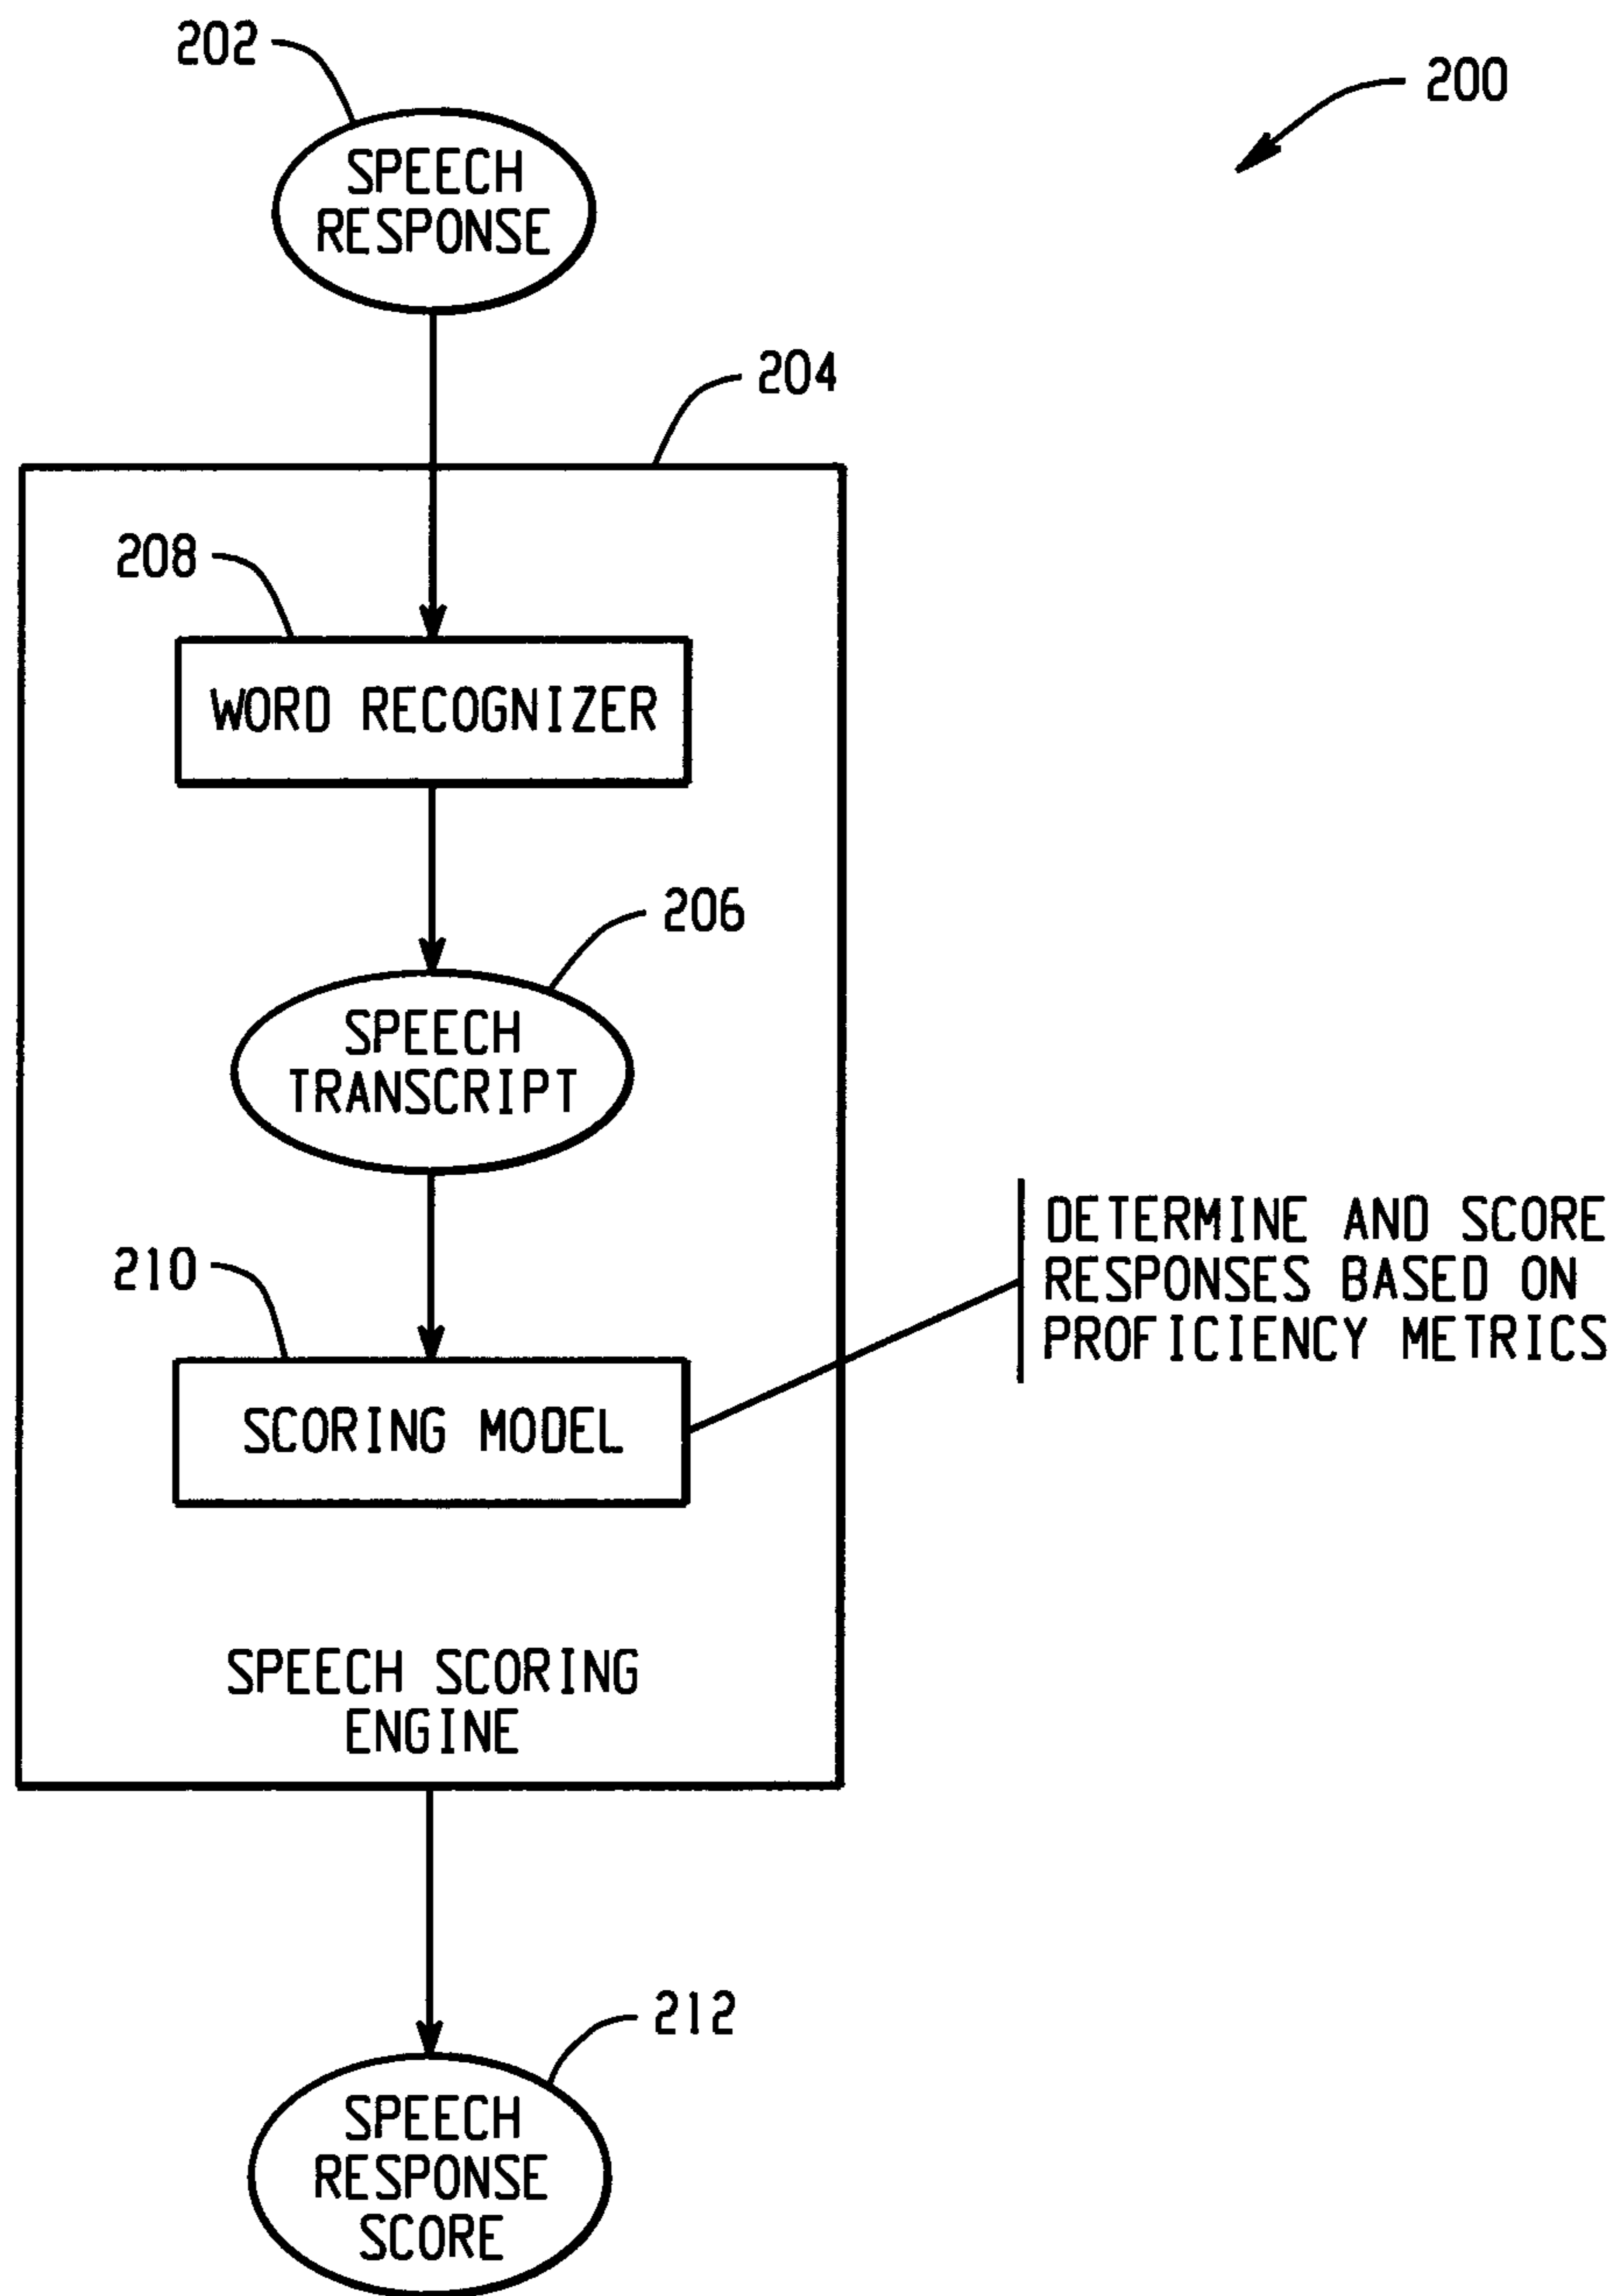 202
200
SPEECH
RESPONSE
204
208
WORD RECOGNIZER
206
SPEECH
TRANSCRIPT
210
DETERMINE AND SCORE
RESPONSES BASED ON
PROFICIENCY METRICS
SCORING MODEL
SPEECH SCORING
ENGINE
212
SPEECH
RESPONSE
SCORE